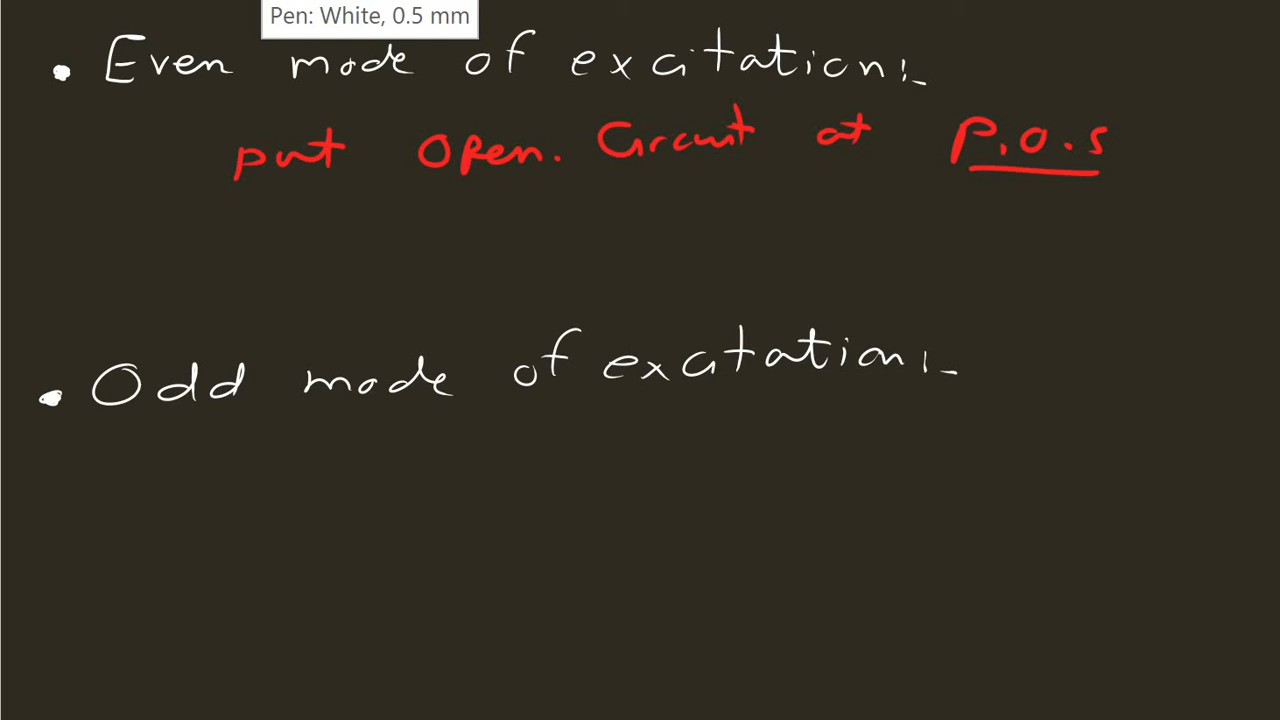 Pen: White, 0.5 mm
• Even mode of excitation:-
put open. Circuit at P.o.s
• Odd mode of excitation:-